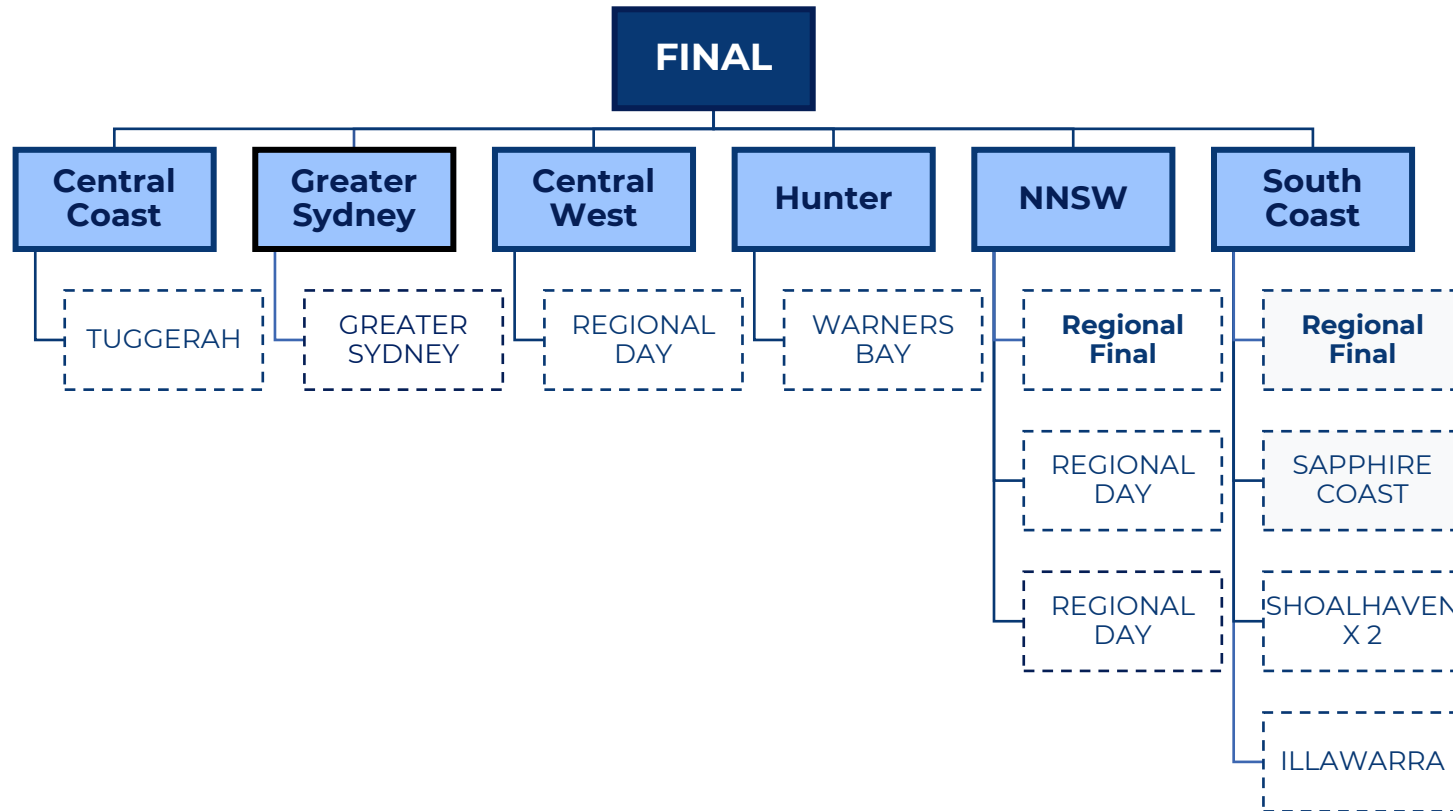 FINAL
Central
Coast
Greater
Sydney
Central
West
Hunter
NNSW
South
Coast
TUGGERAH
GREATER
SYDNEY
REGIONAL
DAY
WARNERS
BAY
Regional
Final
Regional
Final
REGIONAL
DAY
SAPPHIRE
COAST
REGIONAL
DAY
SHOALHAVEN
X 2
ILLAWARRA